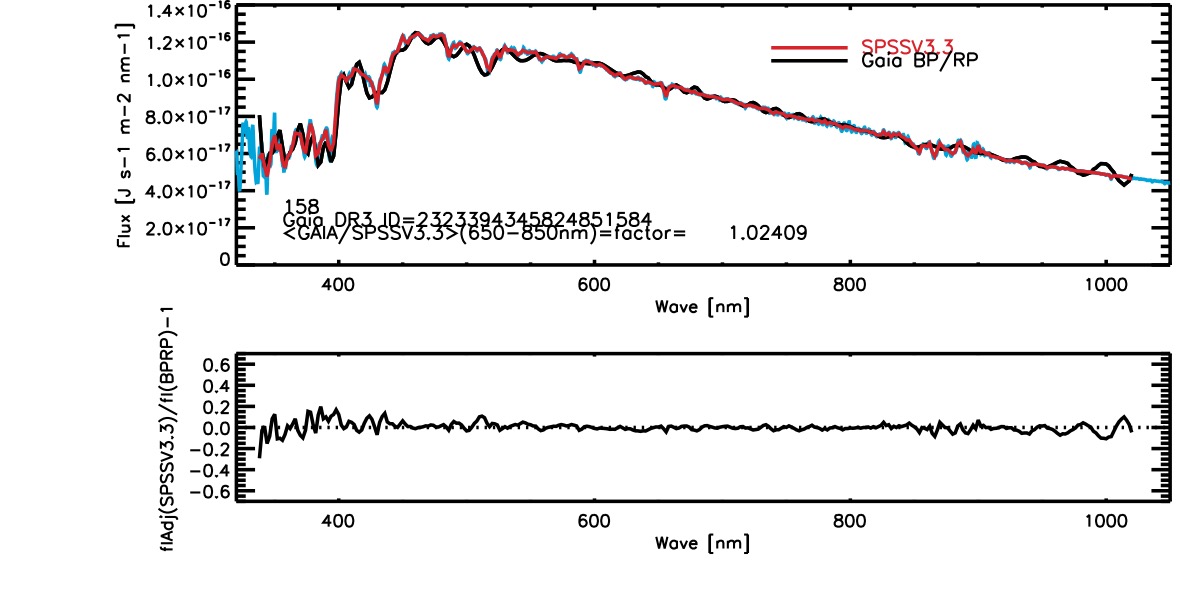 1.4×10−16
1.2×10−16
1.0×10−16
8.0×10−17
6.0×10−17
4.0×10−17
2.0×10−17
0
Flux [J s−1 m−2 nm−1]
SPSSV3.3
Gaia BP/RP
158
Gaia DR3 ID=2323394345824851584
<GAIA/SPSSV3.3>(650−850nm)=factor= 1.02409
400 600 800 1000
Wave [nm]
0.6
0.4
0.2
0.0
−0.2
−0.4
−0.6
flAdj(SPSSV3.3)/fl(BPRP)−1
400 600 800 1000
Wave [nm]